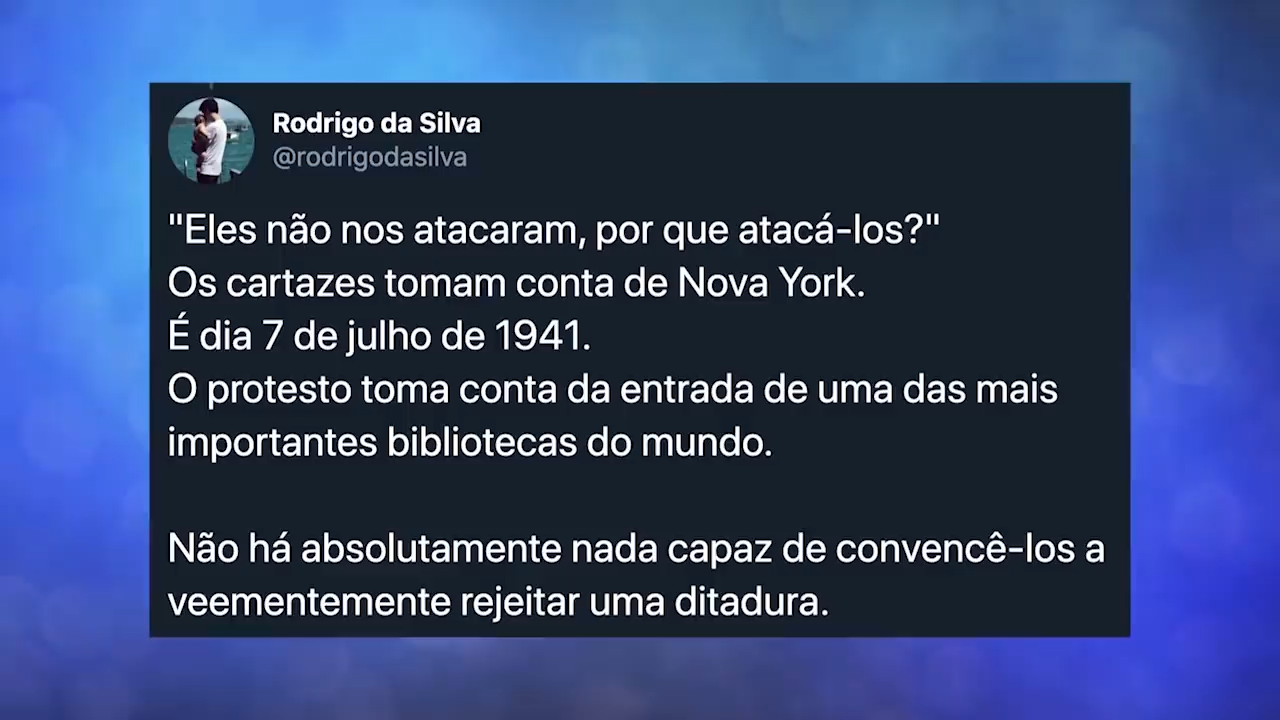 Rodrigo da Silva
@rodrigodasilva
"Eles não nos atacaram, por que atacá-los?"
Os cartazes tomam conta de Nova York.
É dia 7 de julho de 1941.
O protesto toma conta da entrada de uma das mais
importantes bibliotecas do mundo.
Não há absolutamente nada capaz de convencê-los a
veementemente rejeitar uma ditadura.